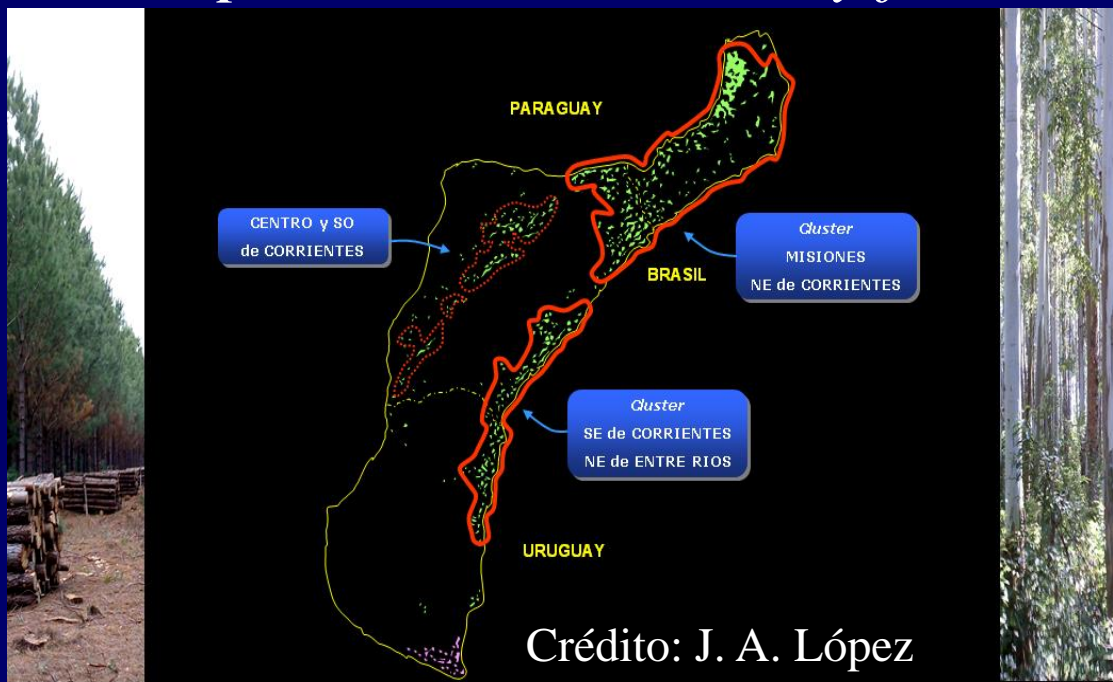 PARAGUAY
CENTRO y SO
de CORRIENTES
Cluster
MISIONES
NE de CORRIENTES
BRASIL
Cluster
SE de CORRIENTES
NE de ENTRE RIOS
URUGUAY
Crédito: J. A. López